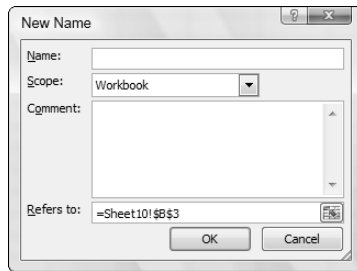 New Name
Name:
Scope: Workbook
Comment:
Refers to: =Sheet10!$B$3
OK Cancel